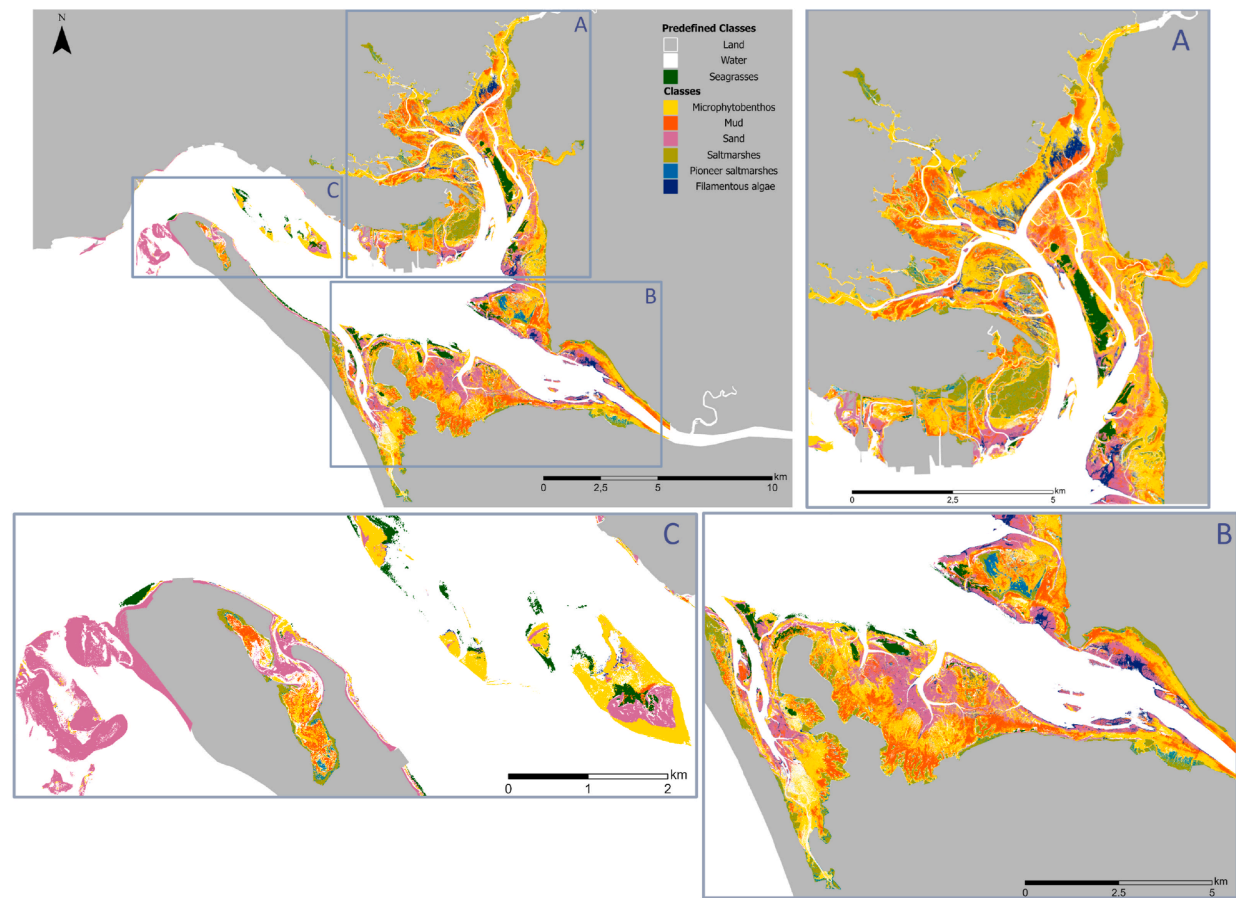 N
A
Predefined Classes
Land
Water
Seagrasses
Classes
Microphytobenthos
Mud
Sand
Saltmarshes
Pioneer saltmarshes
Filamentous algae
C
B
km
0 2,5 5 10
A
km
0 2.5 5
C
km
0 1 2
B
km
0 2.5 5